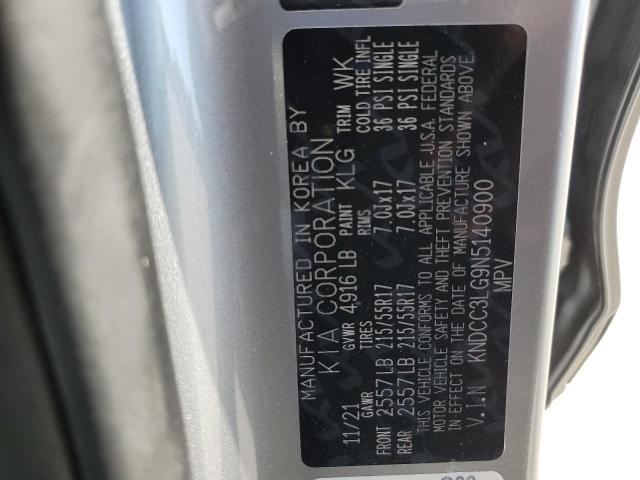 MANUFACTURED IN KOREA BY
KIA CORPORATION
11/21 GVWR 4,916 LB PAINT KLG TRIM WK
GAWR TIRES RIMS COLD TIRE INFL
FRONT 2557 LB 215/55R17 7.0Jx17 36 PSI SINGLE
REAR 2557 LB 215/55R17 7.0Jx17 36 PSI SINGLE
THIS VEHICLE CONFORMS TO ALL APPLICABLE U.S.A. FEDERAL
MOTOR VEHICLE SAFETY AND THEFT PREVENTION STANDARDS
IN EFFECT ON THE DATE OF MANUFACTURE SHOWN ABOVE.
V.I.N KNDCC3LG9N5140900
MPV